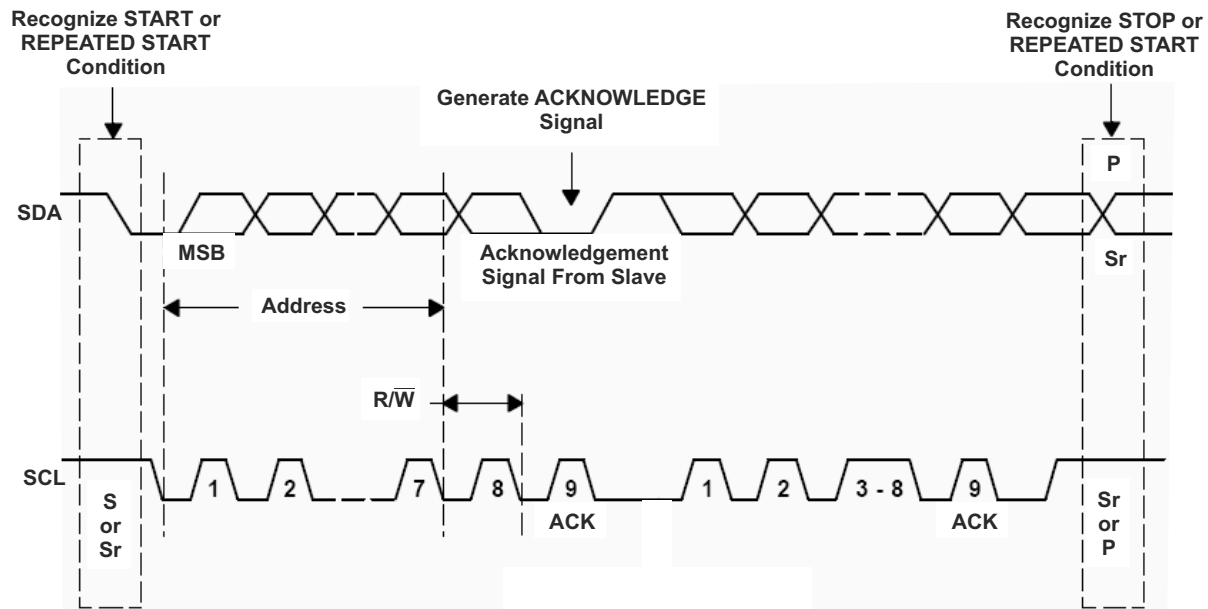 Recognize START or
REPEATED START
Condition
Recognize STOP or
REPEATED START
Condition
Generate ACKNOWLEDGE
Signal
P
SDA
MSB
Acknowledgement
Signal From Slave
Sr
Address
R/W̅
SCL
1
2
7
8
9
1
2
3 - 8
9
S
or
Sr
ACK
ACK
Sr
or
P